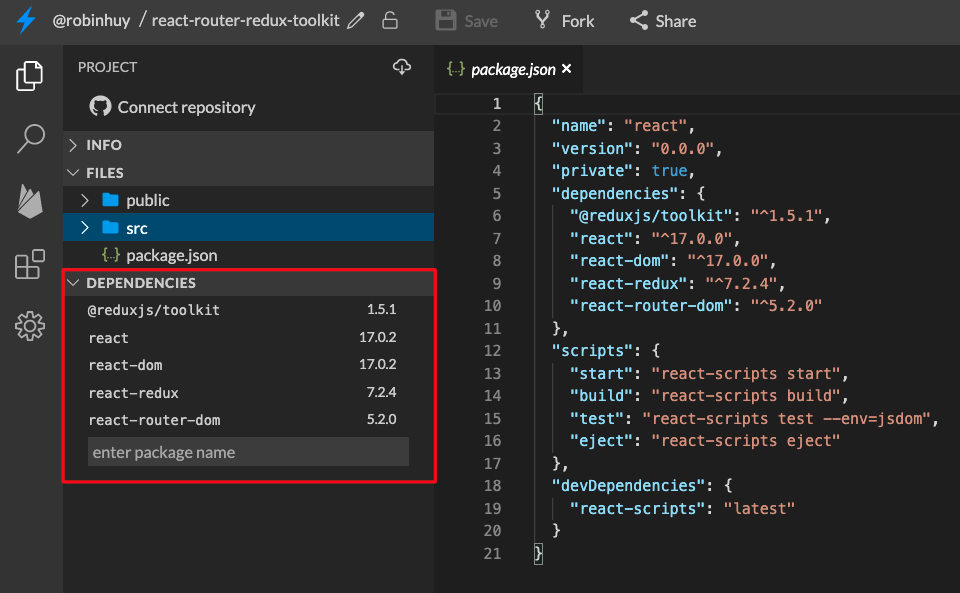 @robinhuy / react-router-redux-toolkit
Save
Fork
Share
PROJECT
Connect repository
INFO
FILES
public
src
{..} package.json
DEPENDENCIES
@reduxjs/toolkit 1.5.1
react 17.0.2
react-dom 17.0.2
react-redux 7.2.4
react-router-dom 5.2.0
enter package name
{..} package.json ×
1 {
2 "name": "react",
3 "version": "0.0.0",
4 "private": true,
5 "dependencies": {
6 "@reduxjs/toolkit": "^1.5.1",
7 "react": "^17.0.0",
8 "react-dom": "^17.0.0",
9 "react-redux": "^7.2.4",
10 "react-router-dom": "^5.2.0"
11 },
12 "scripts": {
13 "start": "react-scripts start",
14 "build": "react-scripts build",
15 "test": "react-scripts test --env=jsdom",
16 "eject": "react-scripts eject"
17 },
18 "devDependencies": {
19 "react-scripts": "latest"
20 }
21 }